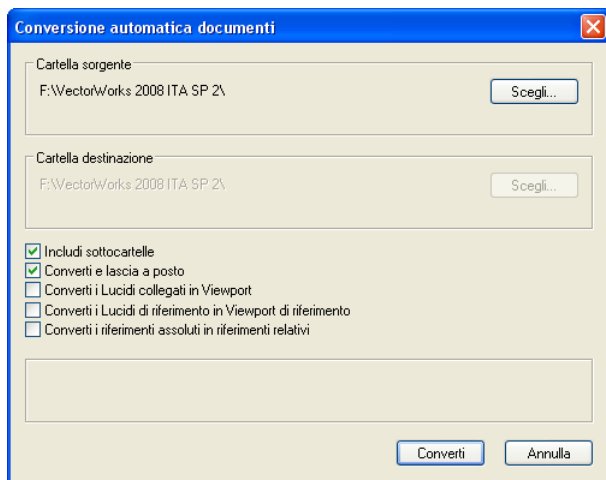 Conversione automatica documenti
Cartella sorgente
F:\VectorWorks 2008 ITA SP 2\
Scegli...
Cartella destinazione
F:\VectorWorks 2008 ITA SP 2\
Scegli...
Includi sottocartelle
Converti e lascia a posto
Converti i Lucidi collegati in Viewport
Converti i Lucidi di riferimento in Viewport di riferimento
Converti i riferimenti assoluti in riferimenti relativi
Converti
Annulla